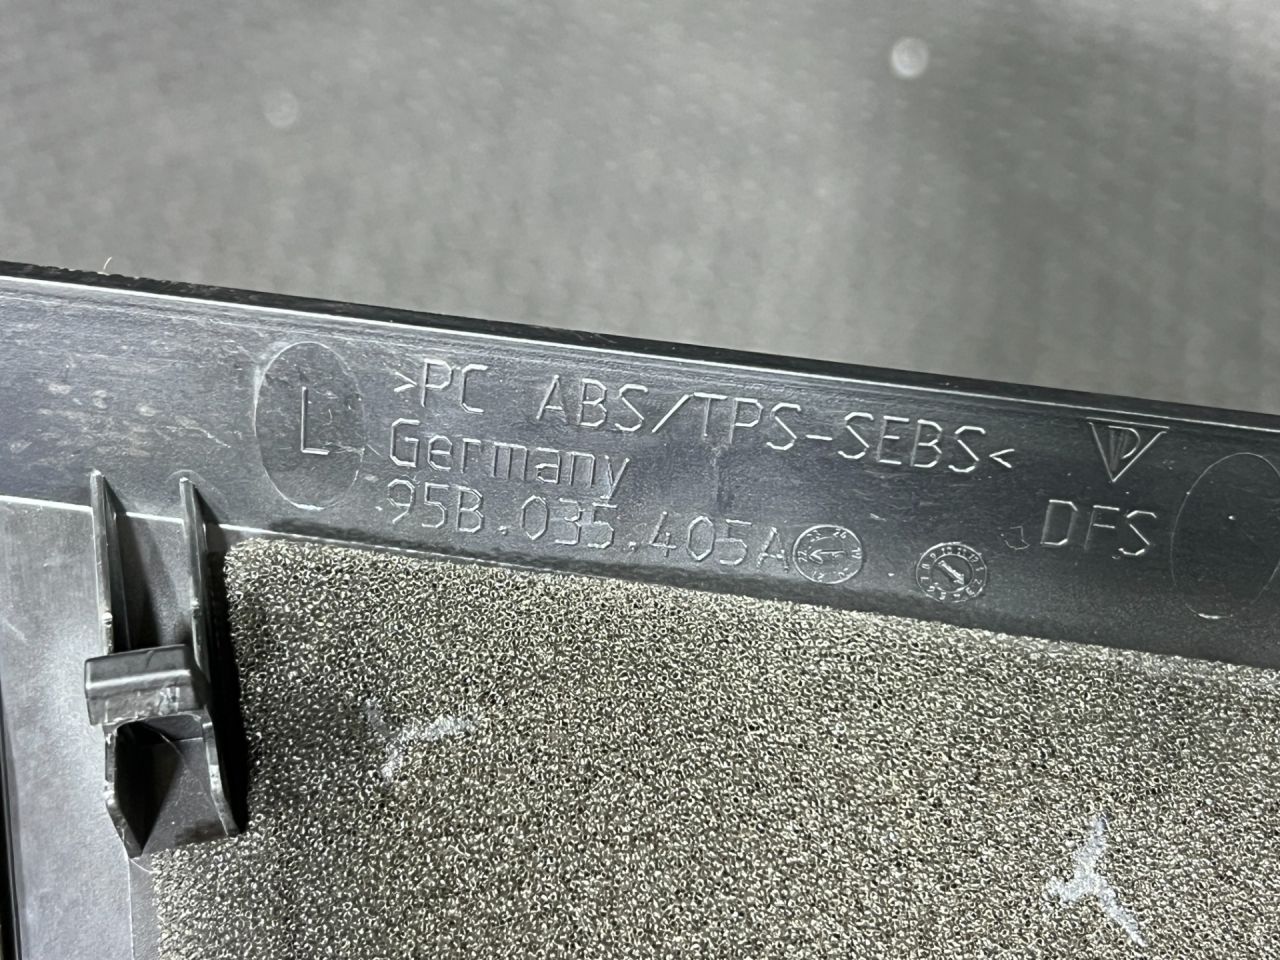 L
>PC ABS/TPS-SEBS<
Germany
95B.035.405A
DFS